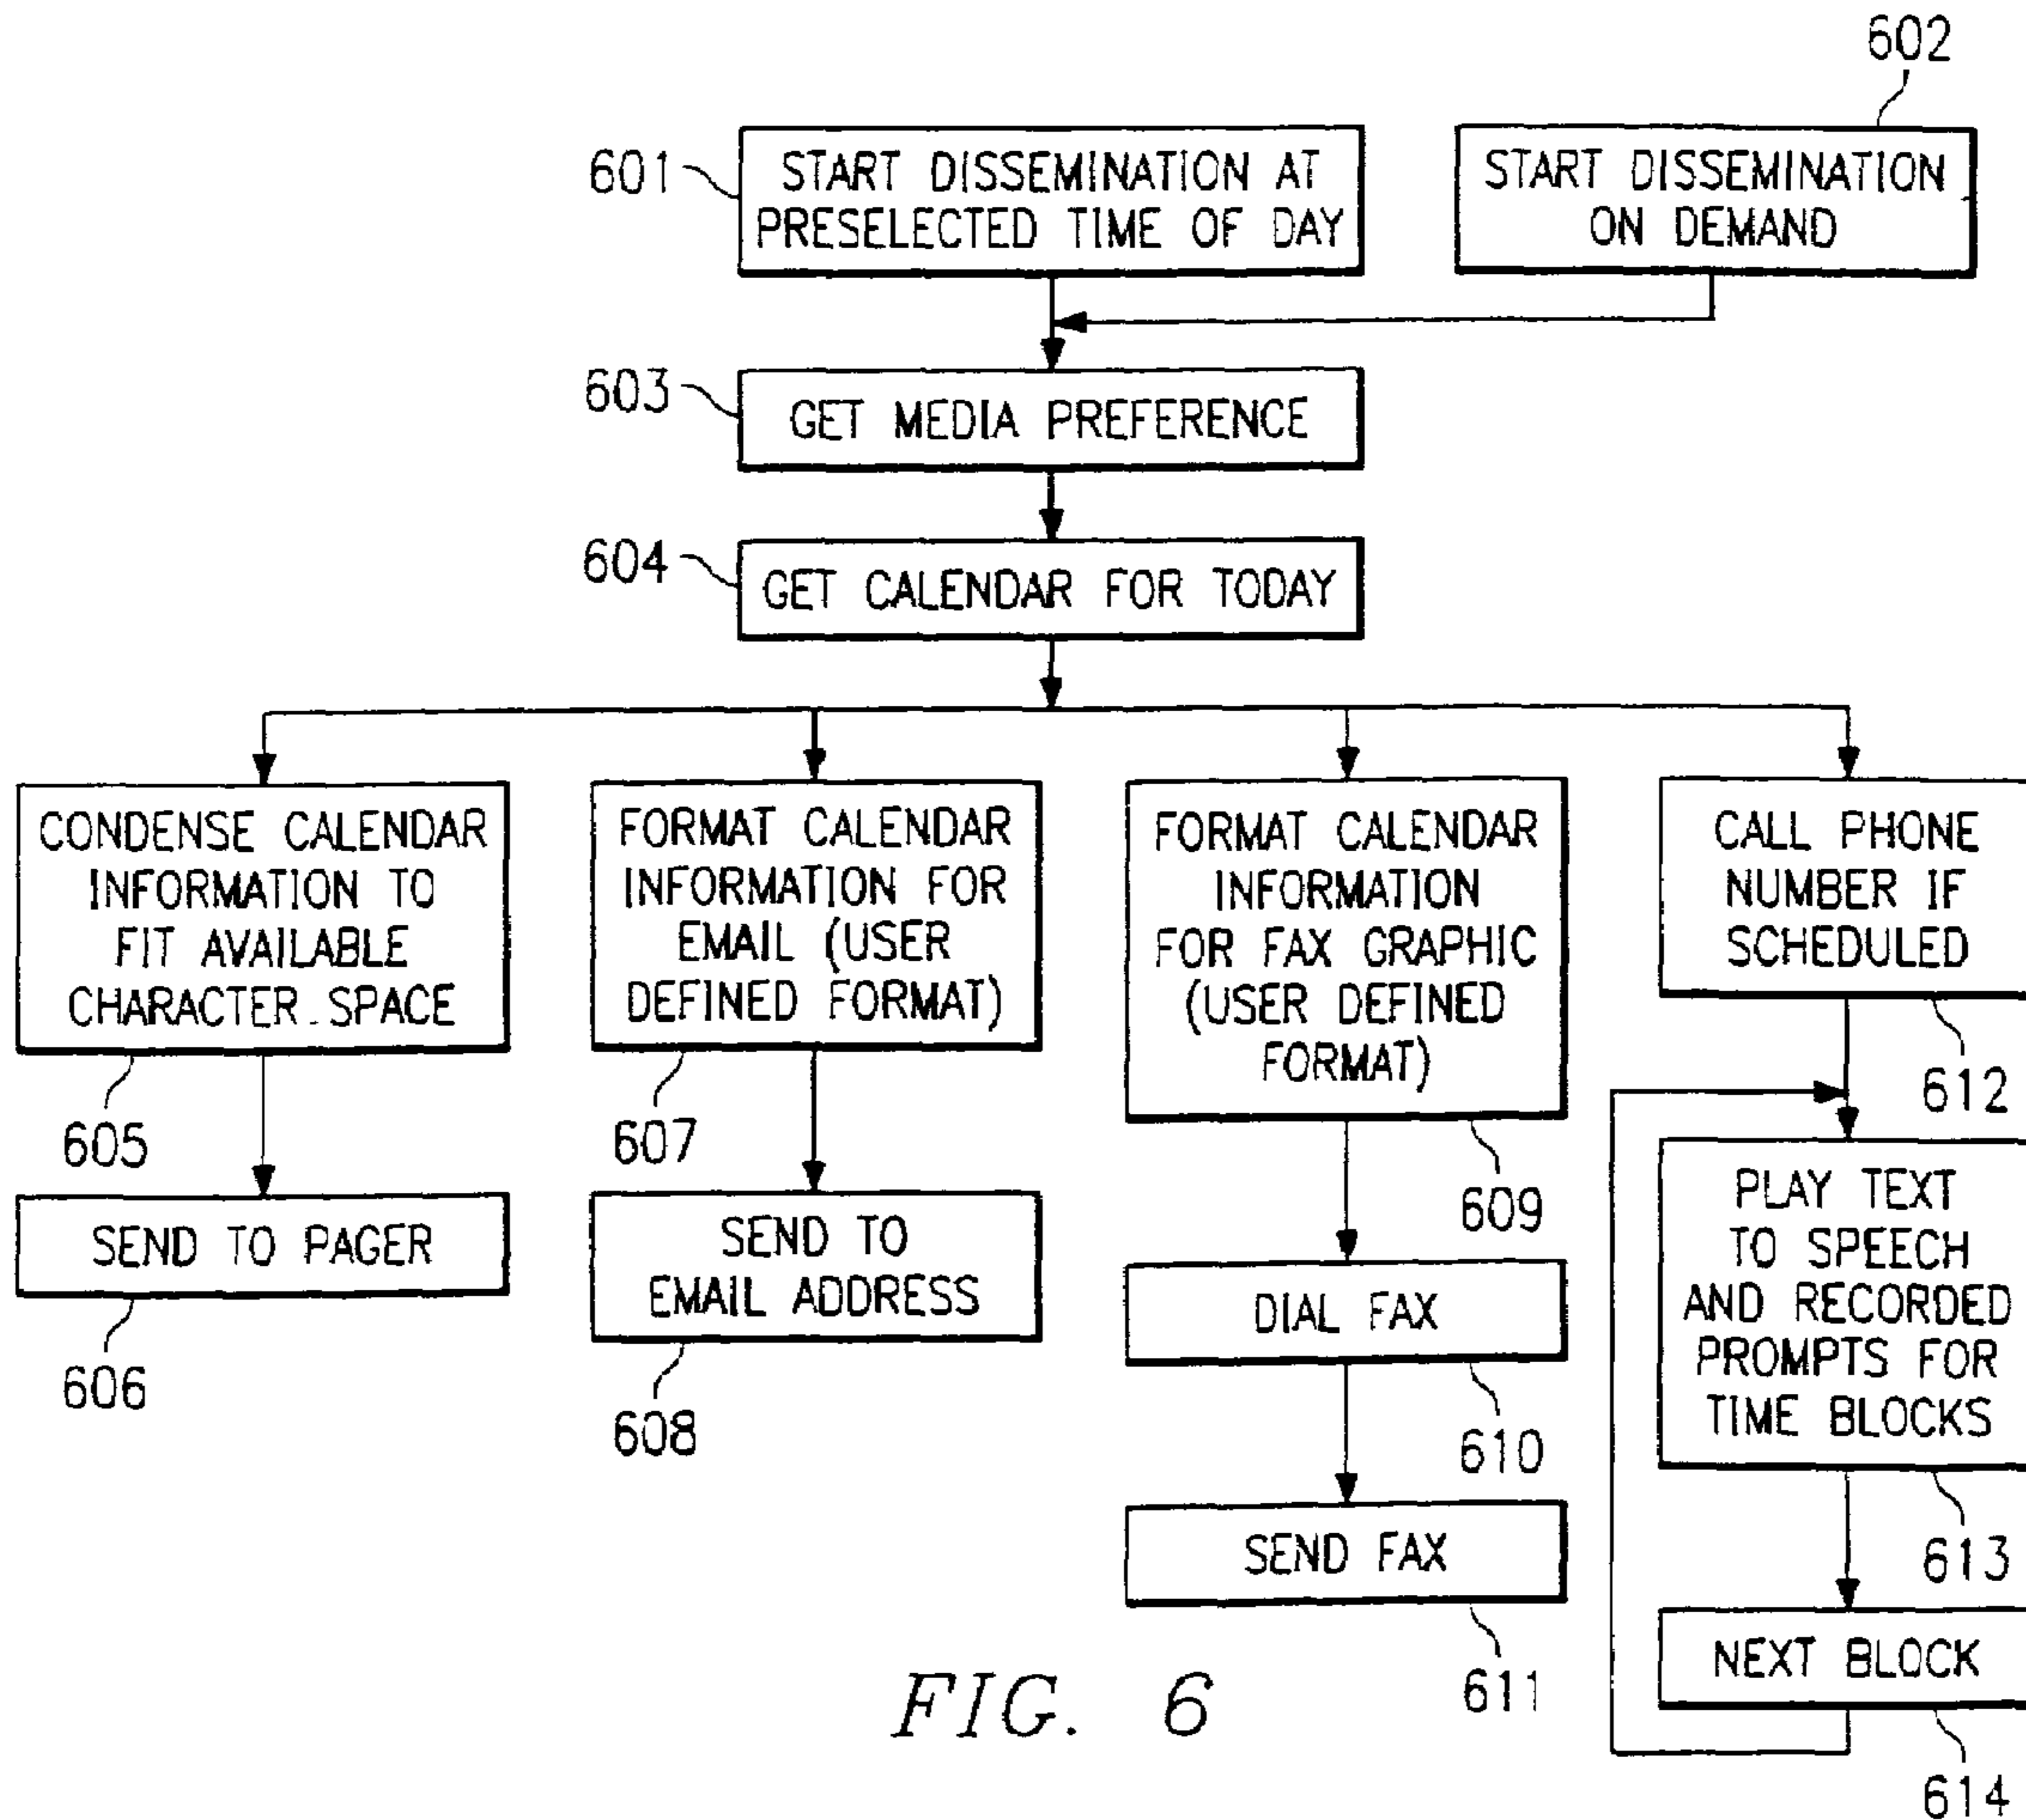 602
601
START DISSEMINATION AT
PRESELECTED TIME OF DAY
START DISSEMINATION
ON DEMAND
603
GET MEDIA PREFERENCE
604
GET CALENDAR FOR TODAY
CONDENSE CALENDAR
INFORMATION TO
FIT AVAILABLE
CHARACTER SPACE
605
SEND TO PAGER
606
FORMAT CALENDAR
INFORMATION FOR
EMAIL (USER
DEFINED FORMAT)
607
SEND TO
EMAIL ADDRESS
608
FORMAT CALENDAR
INFORMATION
FOR FAX GRAPHIC
(USER DEFINED
FORMAT)
609
DIAL FAX
610
SEND FAX
611
CALL PHONE
NUMBER IF
SCHEDULED
612
PLAY TEXT
TO SPEECH
AND RECORDED
PROMPTS FOR
TIME BLOCKS
613
NEXT BLOCK
614
FIG. 6